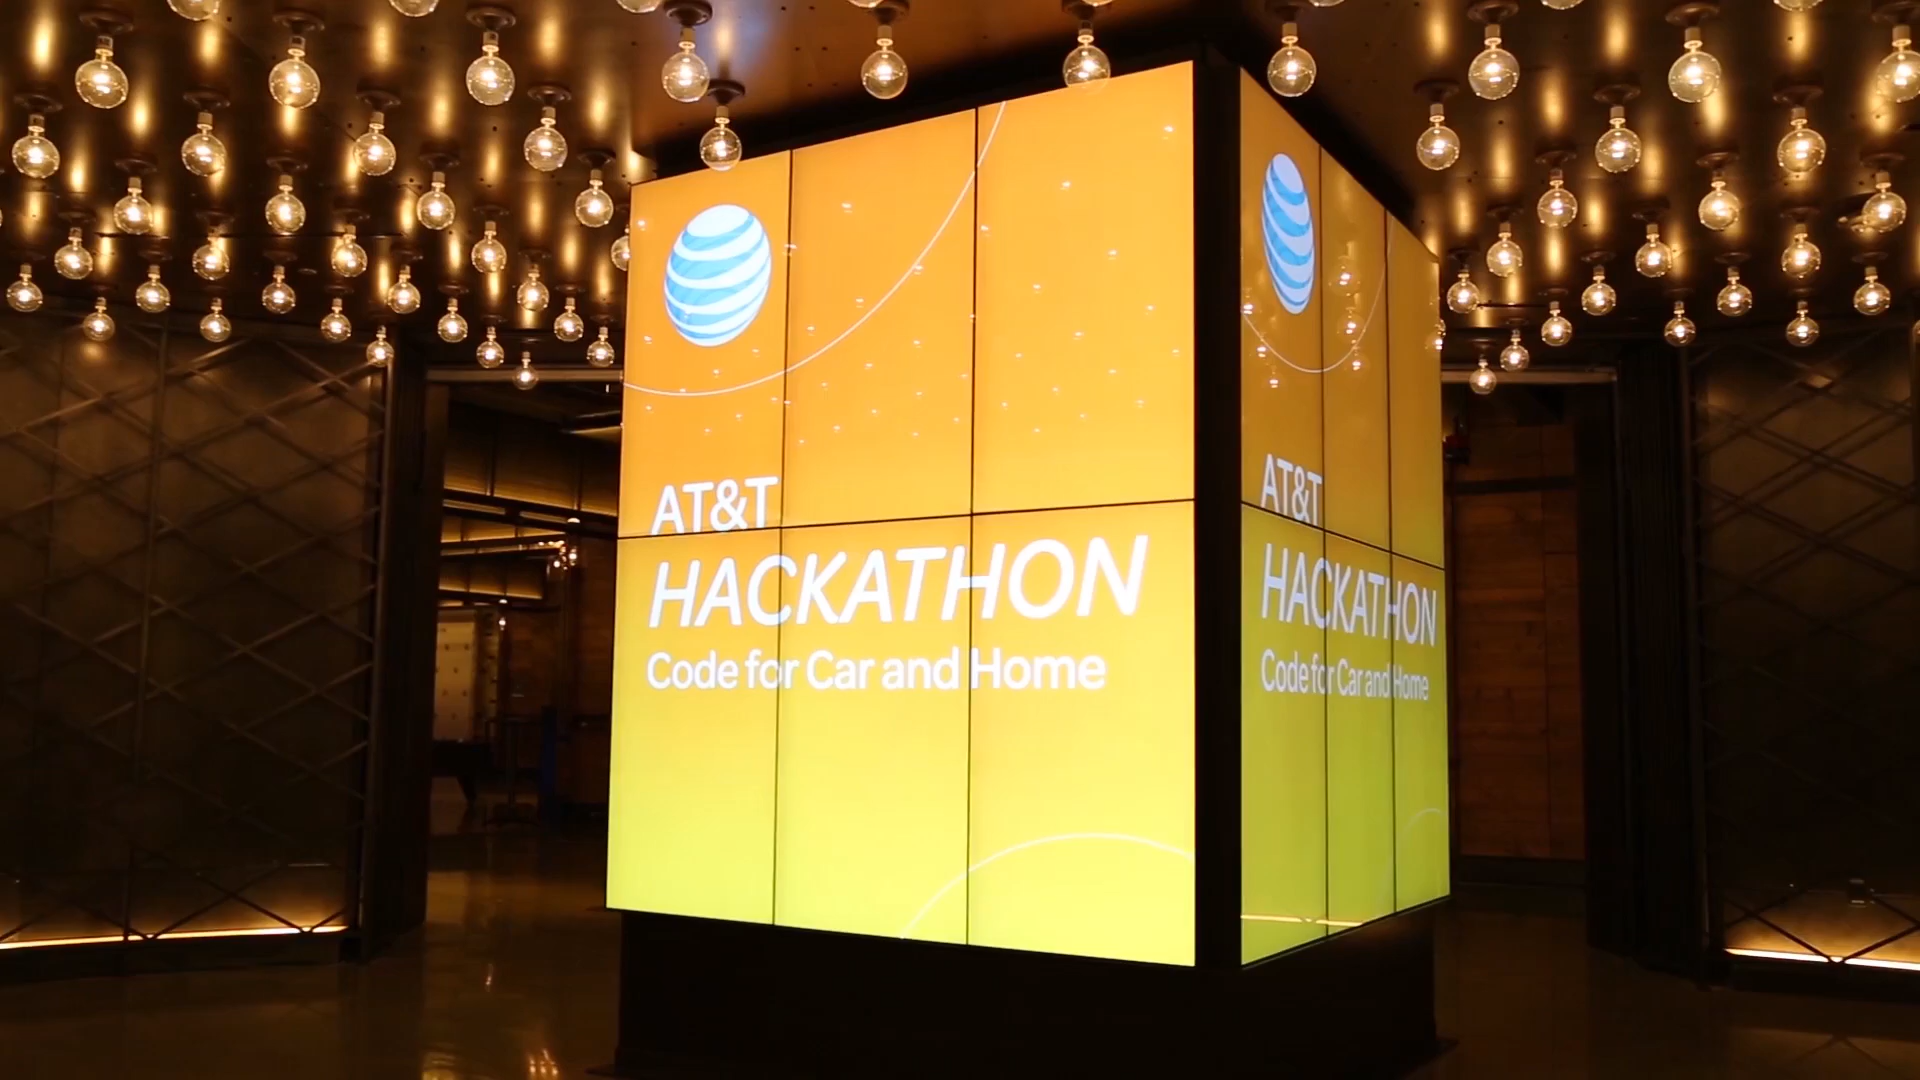 AT&T
HACKATHON
Code for Car and Home
AT&T
HACKATHON
Code for Car and Home